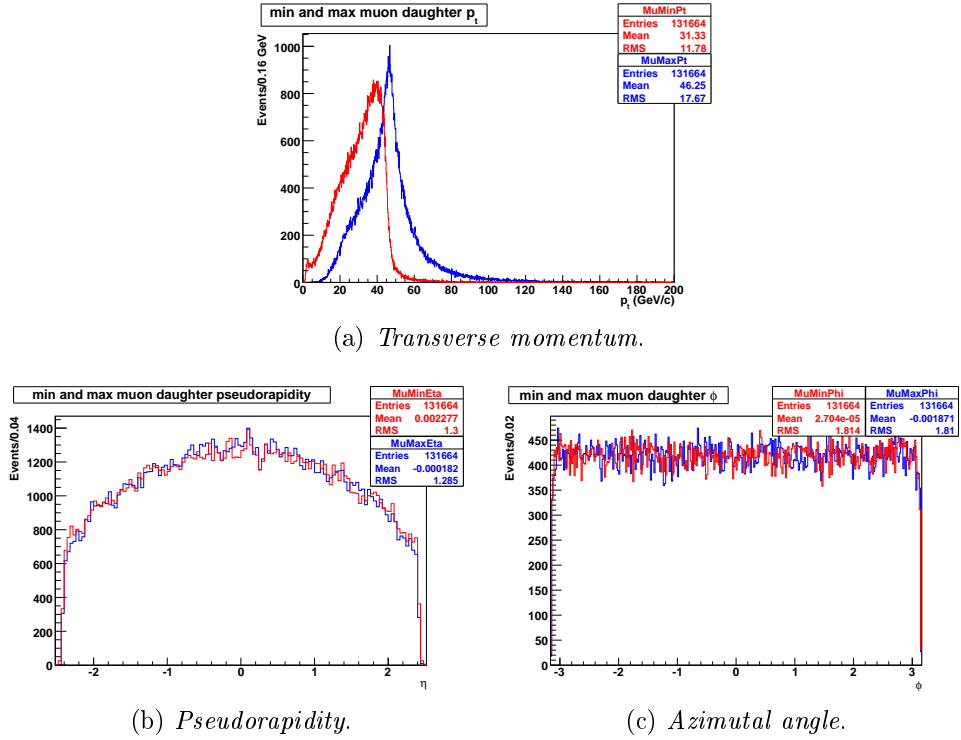 min and max muon daughter pt
MuMinPt
Entries 131664
Mean 31.33
RMS 11.78
MuMaxPt
Entries 131664
Mean 46.25
RMS 17.67
Events/0.16 GeV
1000
800
600
400
200
0
0 20 40 60 80 100 120 140 160 180 200
pt (GeV/c)
(a) Transverse momentum.
min and max muon daughter pseudorapidity
MuMinEta
Entries 131664
Mean 0.002277
RMS 1.3
MuMaxEta
Entries 131664
Mean -0.000182
RMS 1.285
Events/0.04
1400
1200
1000
800
600
400
200
0
-2 -1 0 1 2
η
(b) Pseudorapidity.
min and max muon daughter ϕ
MuMinPhi
Entries 131664
Mean 2.704e-05
RMS 1.814
MuMaxPhi
Entries 131664
Mean -0.001871
RMS 1.81
Events/0.02
450
400
350
300
250
200
150
100
50
0
-3 -2 -1 0 1 2 3
ϕ
(c) Azimutal angle.